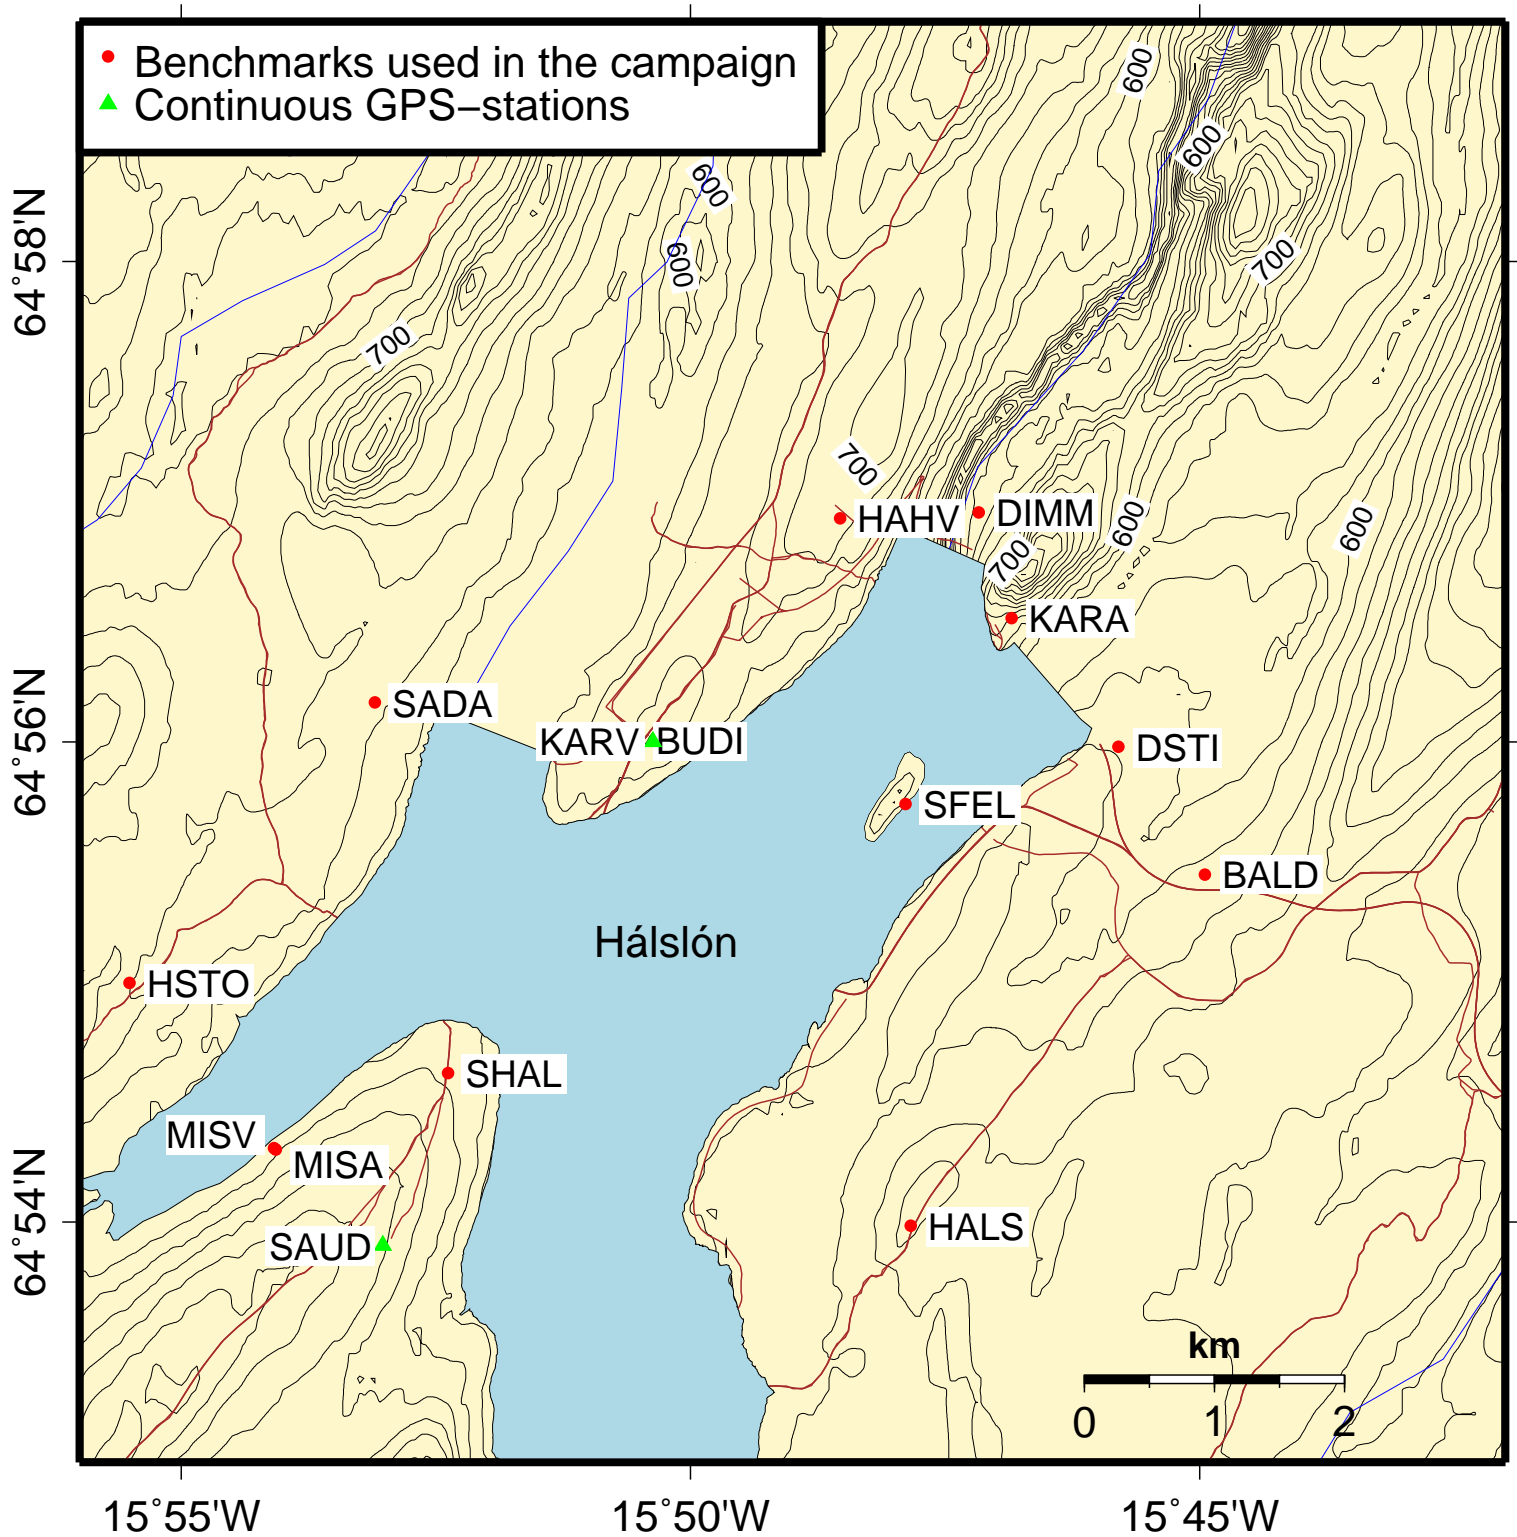 Benchmarks used in the campaign
Continuous GPS−stations
600
600
600
600
700
700
700
600
600
700
HAHV
DIMM
KARA
SADA
KARV
BUDI
DSTI
SFEL
BALD
Hálslón
HSTO
SHAL
MISV
MISA
SAUD
HALS
km
0 1 2
64˚58'N
64˚56'N
64˚54'N
15˚55'W 15˚50'W 15˚45'W